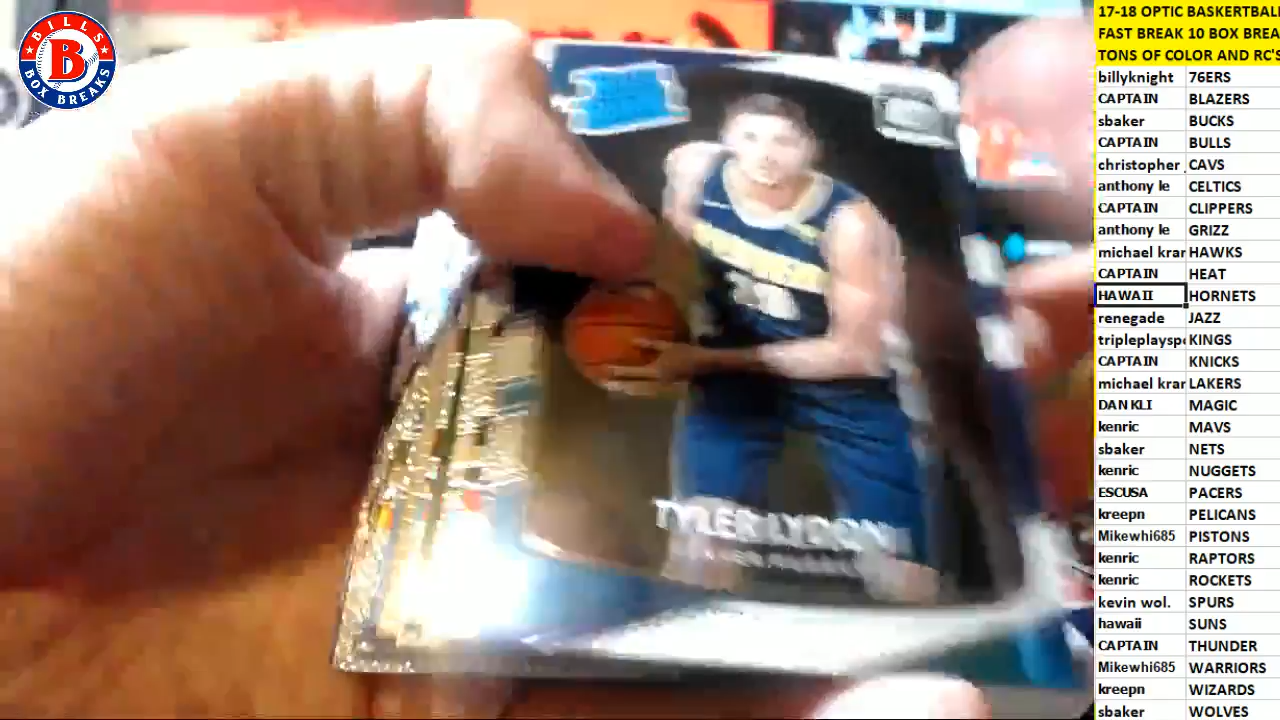 BILLS
B
BOX BREAKS
17-18 OPTIC BASKERTBAL
FAST BREAK 10 BOX BREA
TONS OF COLOR AND RC'S
billyknight 76ERS
CAPTAIN BLAZERS
sbaker BUCKS
CAPTAIN BULLS
christopher CAVS
anthony le CELTICS
CAPTAIN CLIPPERS
anthony le GRIZZ
michael krar HAWKS
CAPTAIN HEAT
HAWAII HORNETS
renegade JAZZ
tripleplayspo KINGS
CAPTAIN KNICKS
michael krar LAKERS
DAN KLI MAGIC
kenric MAVS
sbaker NETS
kenric NUGGETS
ESCUSA PACERS
kreepn PELICANS
Mikewhi685 PISTONS
kenric RAPTORS
kenric ROCKETS
kevin wol. SPURS
hawaii SUNS
CAPTAIN THUNDER
Mikewhi685 WARRIORS
kreepn WIZARDS
sbaker WOLVES
TYLER LYDON